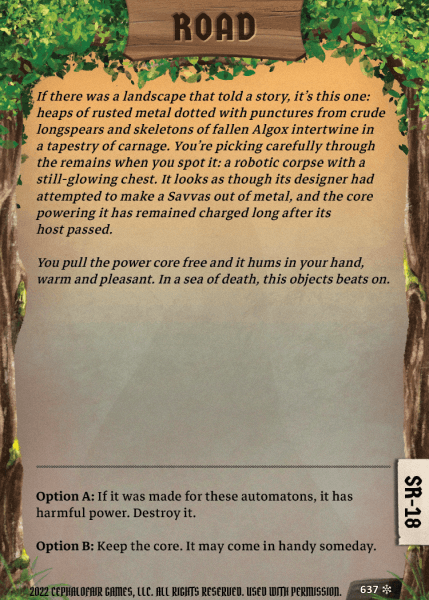 ROAD
If there was a landscape that told a story, it's this one:
heaps of rusted metal dotted with punctures from crude
longspears and skeletons of fallen Algox intertwine in
a tapestry of carnage. You're picking carefully through
the remains when you spot it: a robotic corpse with a
still-glowing chest. It looks as though its designer had
attempted to make a Savvas out of metal, and the core
powering it has remained charged long after its
host passed.
You pull the power core free and it hums in your hand,
warm and pleasant. In a sea of death, this objects beats on.
Option A: If it was made for these automatons, it has
harmful power. Destroy it.
Option B: Keep the core. It may come in handy someday.
SR-18
2022 CEPHALOFAIR GAMES, LLC. ALL RIGHTS RESERVED. USED WITH PERMISSION.
637